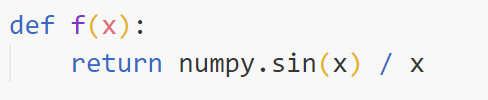 def f(x):
    return numpy.sin(x) / x